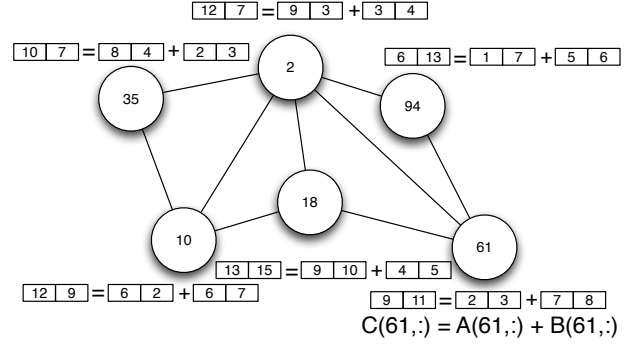 12 7 = 9 3 + 3 4
10 7 = 8 4 + 2 3
2
6 13 = 1 7 + 5 6
35
94
18
10
61
13 15 = 9 10 + 4 5
12 9 = 6 2 + 6 7
9 11 = 2 3 + 7 8
C(61,:) = A(61,:) + B(61,:)